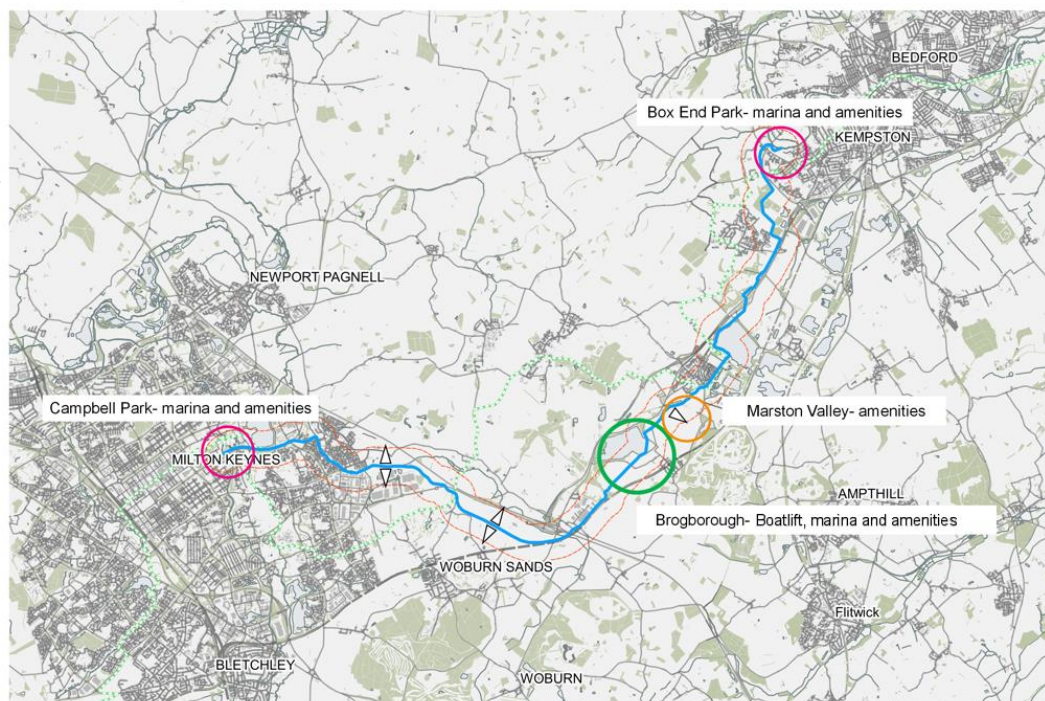 BEDFORD
Box End Park- marina and amenities
KEMPSTON
NEWPORT PAGNELL
Campbell Park- marina and amenities
Marston Valley- amenities
MILTON KEYNES
AMPTHILL
Brogborough- Boatlift, marina and amenities
WOBURN SANDS
Flitwick
BLETCHLEY
WOBURN